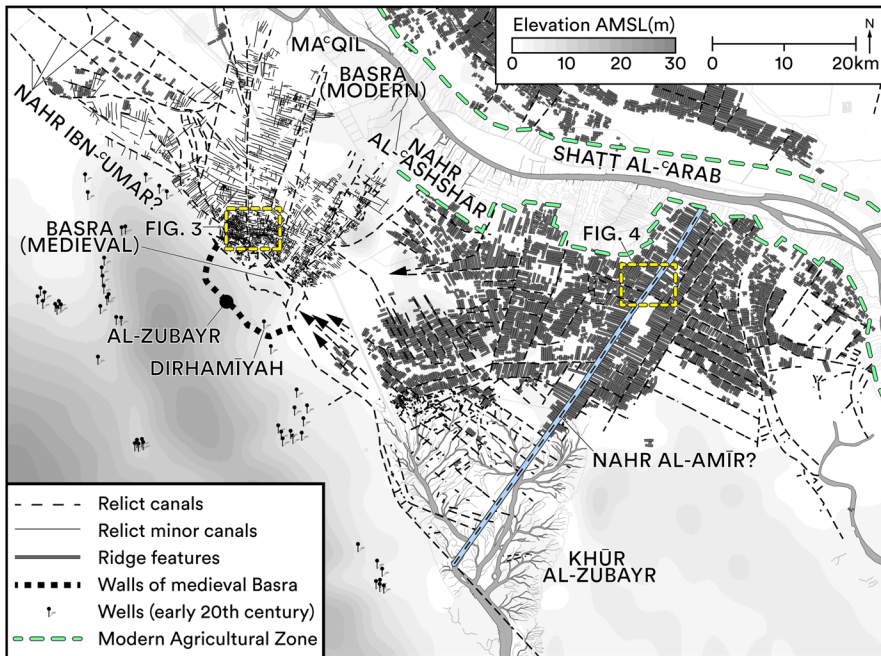 Elevation AMSL(m)
0 10 20 30
0 10 20km
N
MAᶜQIL
BASRA
(MODERN)
NAHR
AL-ᶜASHSHAR
SHATT AL-ᶜARAB
NAHR IBN-ᶜUMAR?
BASRA
(MEDIEVAL)
FIG. 3
FIG. 4
AL-ZUBAYR
DIRHAMĪYAH
NAHR AL-AMĪR?
KHŪR
AL-ZUBAYR
Relict canals
Relict minor canals
Ridge features
Walls of medieval Basra
Wells (early 20th century)
Modern Agricultural Zone